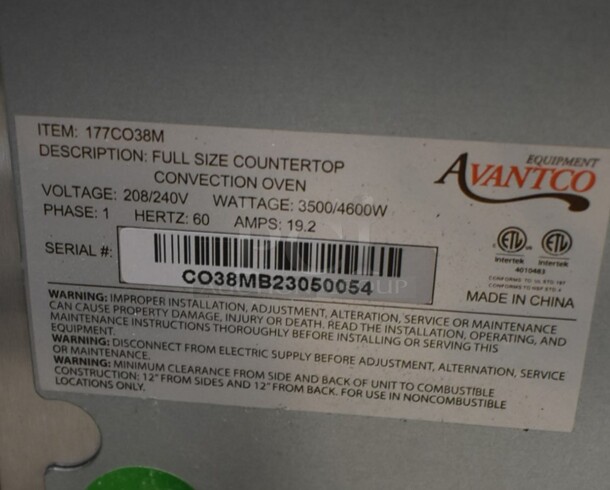 ITEM: 177CO38M
DESCRIPTION: FULL SIZE COUNTERTOP
CONVECTION OVEN
VOLTAGE: 208/240V WATTAGE: 3500/4600W
PHASE: 1 HERTZ: 60 AMPS: 19.2
SERIAL #:
CO38MB23050054
EQUIPMENT
AVANTCO
ETL ETL
Intertek Intertek
4010463
MADE IN CHINA
WARNING: IMPROPER INSTALLATION, ADJUSTMENT, ALTERATION, SERVICE OR MAINTENANCE
CAN CAUSE PROPERTY DAMAGE, INJURY OR DEATH. READ THE INSTALLATION, OPERATING, AND
MAINTENANCE INSTRUCTIONS THOROUGHLY BEFORE INSTALLING OR SERVING THIS
EQUIPMENT.
WARNING: DISCONNECT FROM ELECTRIC SUPPLY BEFORE ADJUSTMENT, ALTERNATION, SERVICE
OR MAINTENANCE.
WARNING: MINIMUM CLEARANCE FROM SIDE AND BACK OF UNIT TO COMBUSTIBLE
CONSTRUCTION: 12" FROM SIDES AND 12" FROM BACK. FOR USE IN NONCOMBUSTIBLE
LOCATIONS ONLY.